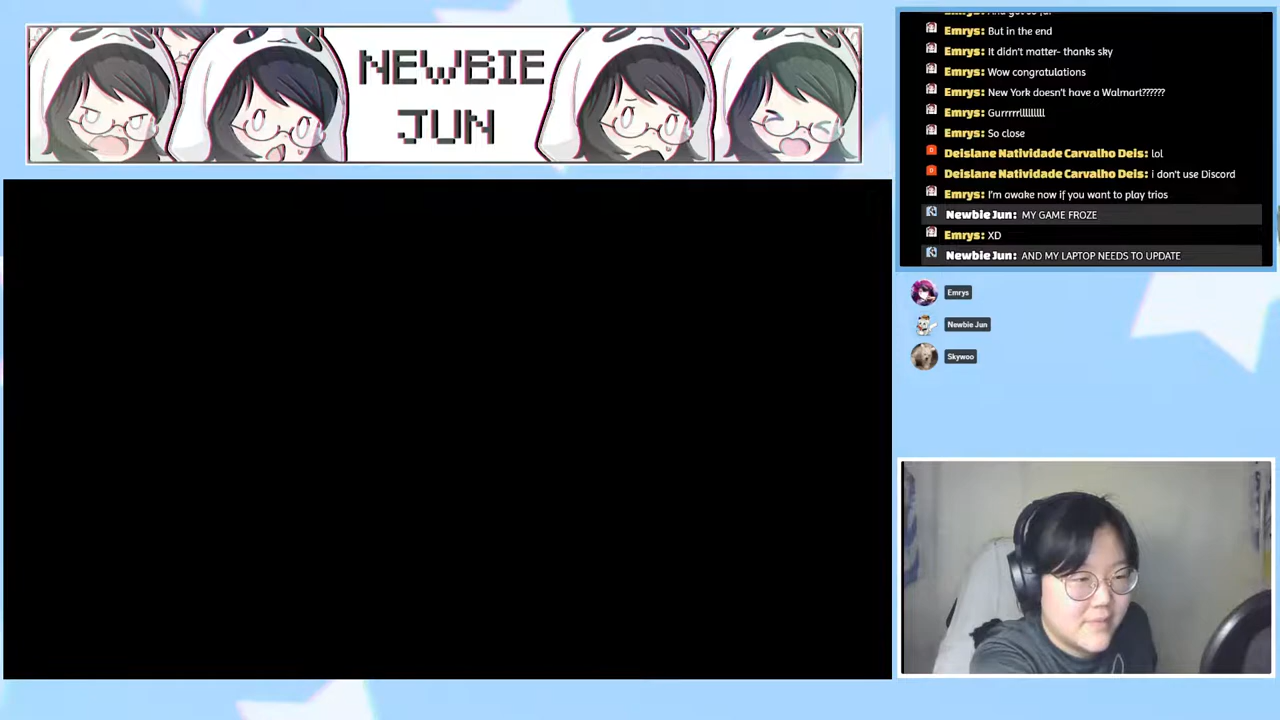 NEWBIE
JUN
Emrys: But in the end
Emrys: It didn't matter- thanks sky
Emrys: Wow congratulations
Emrys: New York doesn't have a Walmart??????
Emrys: Gurrrrrlllllllll
Emrys: So close
Deislane Natividade Carvalho Deis: lol
Deislane Natividade Carvalho Deis: i don't use Discord
Emrys: I'm awake now if you want to play trios
Newbie Jun: MY GAME FROZE
Emrys: XD
Newbie Jun: AND MY LAPTOP NEEDS TO UPDATE
Emrys
Newbie Jun
Skywoo